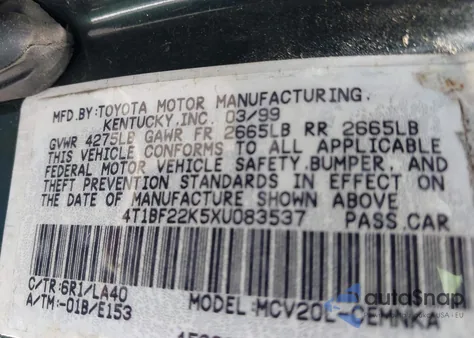 MFD.BY:TOYOTA MOTOR MANUFACTURING,
KENTUCKY,INC. 03/99
GVWR 4275LB GAWR FR 2665LB RR 2665LB
THIS VEHICLE CONFORMS TO ALL APPLICABLE
FEDERAL MOTOR VEHICLE SAFETY,BUMPER, AND
THEFT PREVENTION STANDARDS IN EFFECT ON
THE DATE OF MANUFACTURE SHOWN ABOVE
4T1BF22K5XU083537 PASS.CAR
C/TR:6R1/LA40
A/TM:-01B/E153
MODEL:MCV20L-CEMNKA
autoSnap